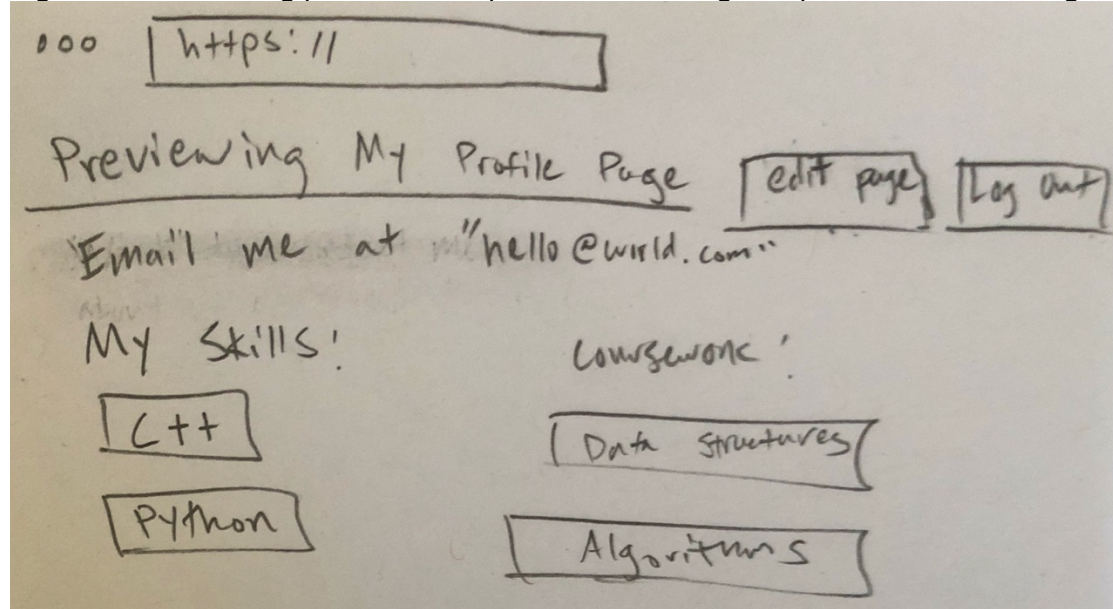 https://
Previewing My Profile Page edit page Log out
Email me at "hello@world.com"
My Skills: Coursework:
C++ Data Structures
Python Algorithms